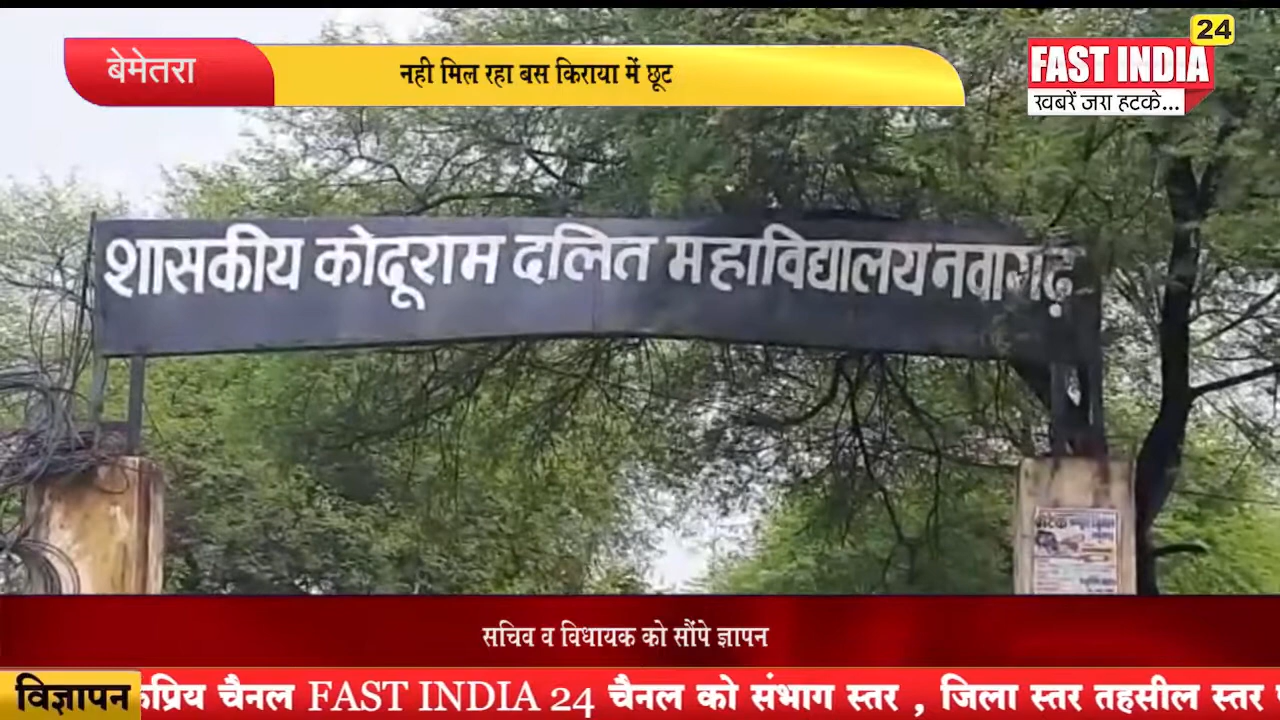 बेमेतरा
नही मिल रहा बस किराया में छूट
24
FAST INDIA
खबरें जरा हटके...
शासकीय कोदूराम दलित महाविद्यालय नवागढ़
सचिव व विधायक को सौंपे ज्ञापन
विज्ञापन
प्रिय चैनल FAST INDIA 24 चैनल को संभाग स्तर , जिला स्तर तहसील स्तर